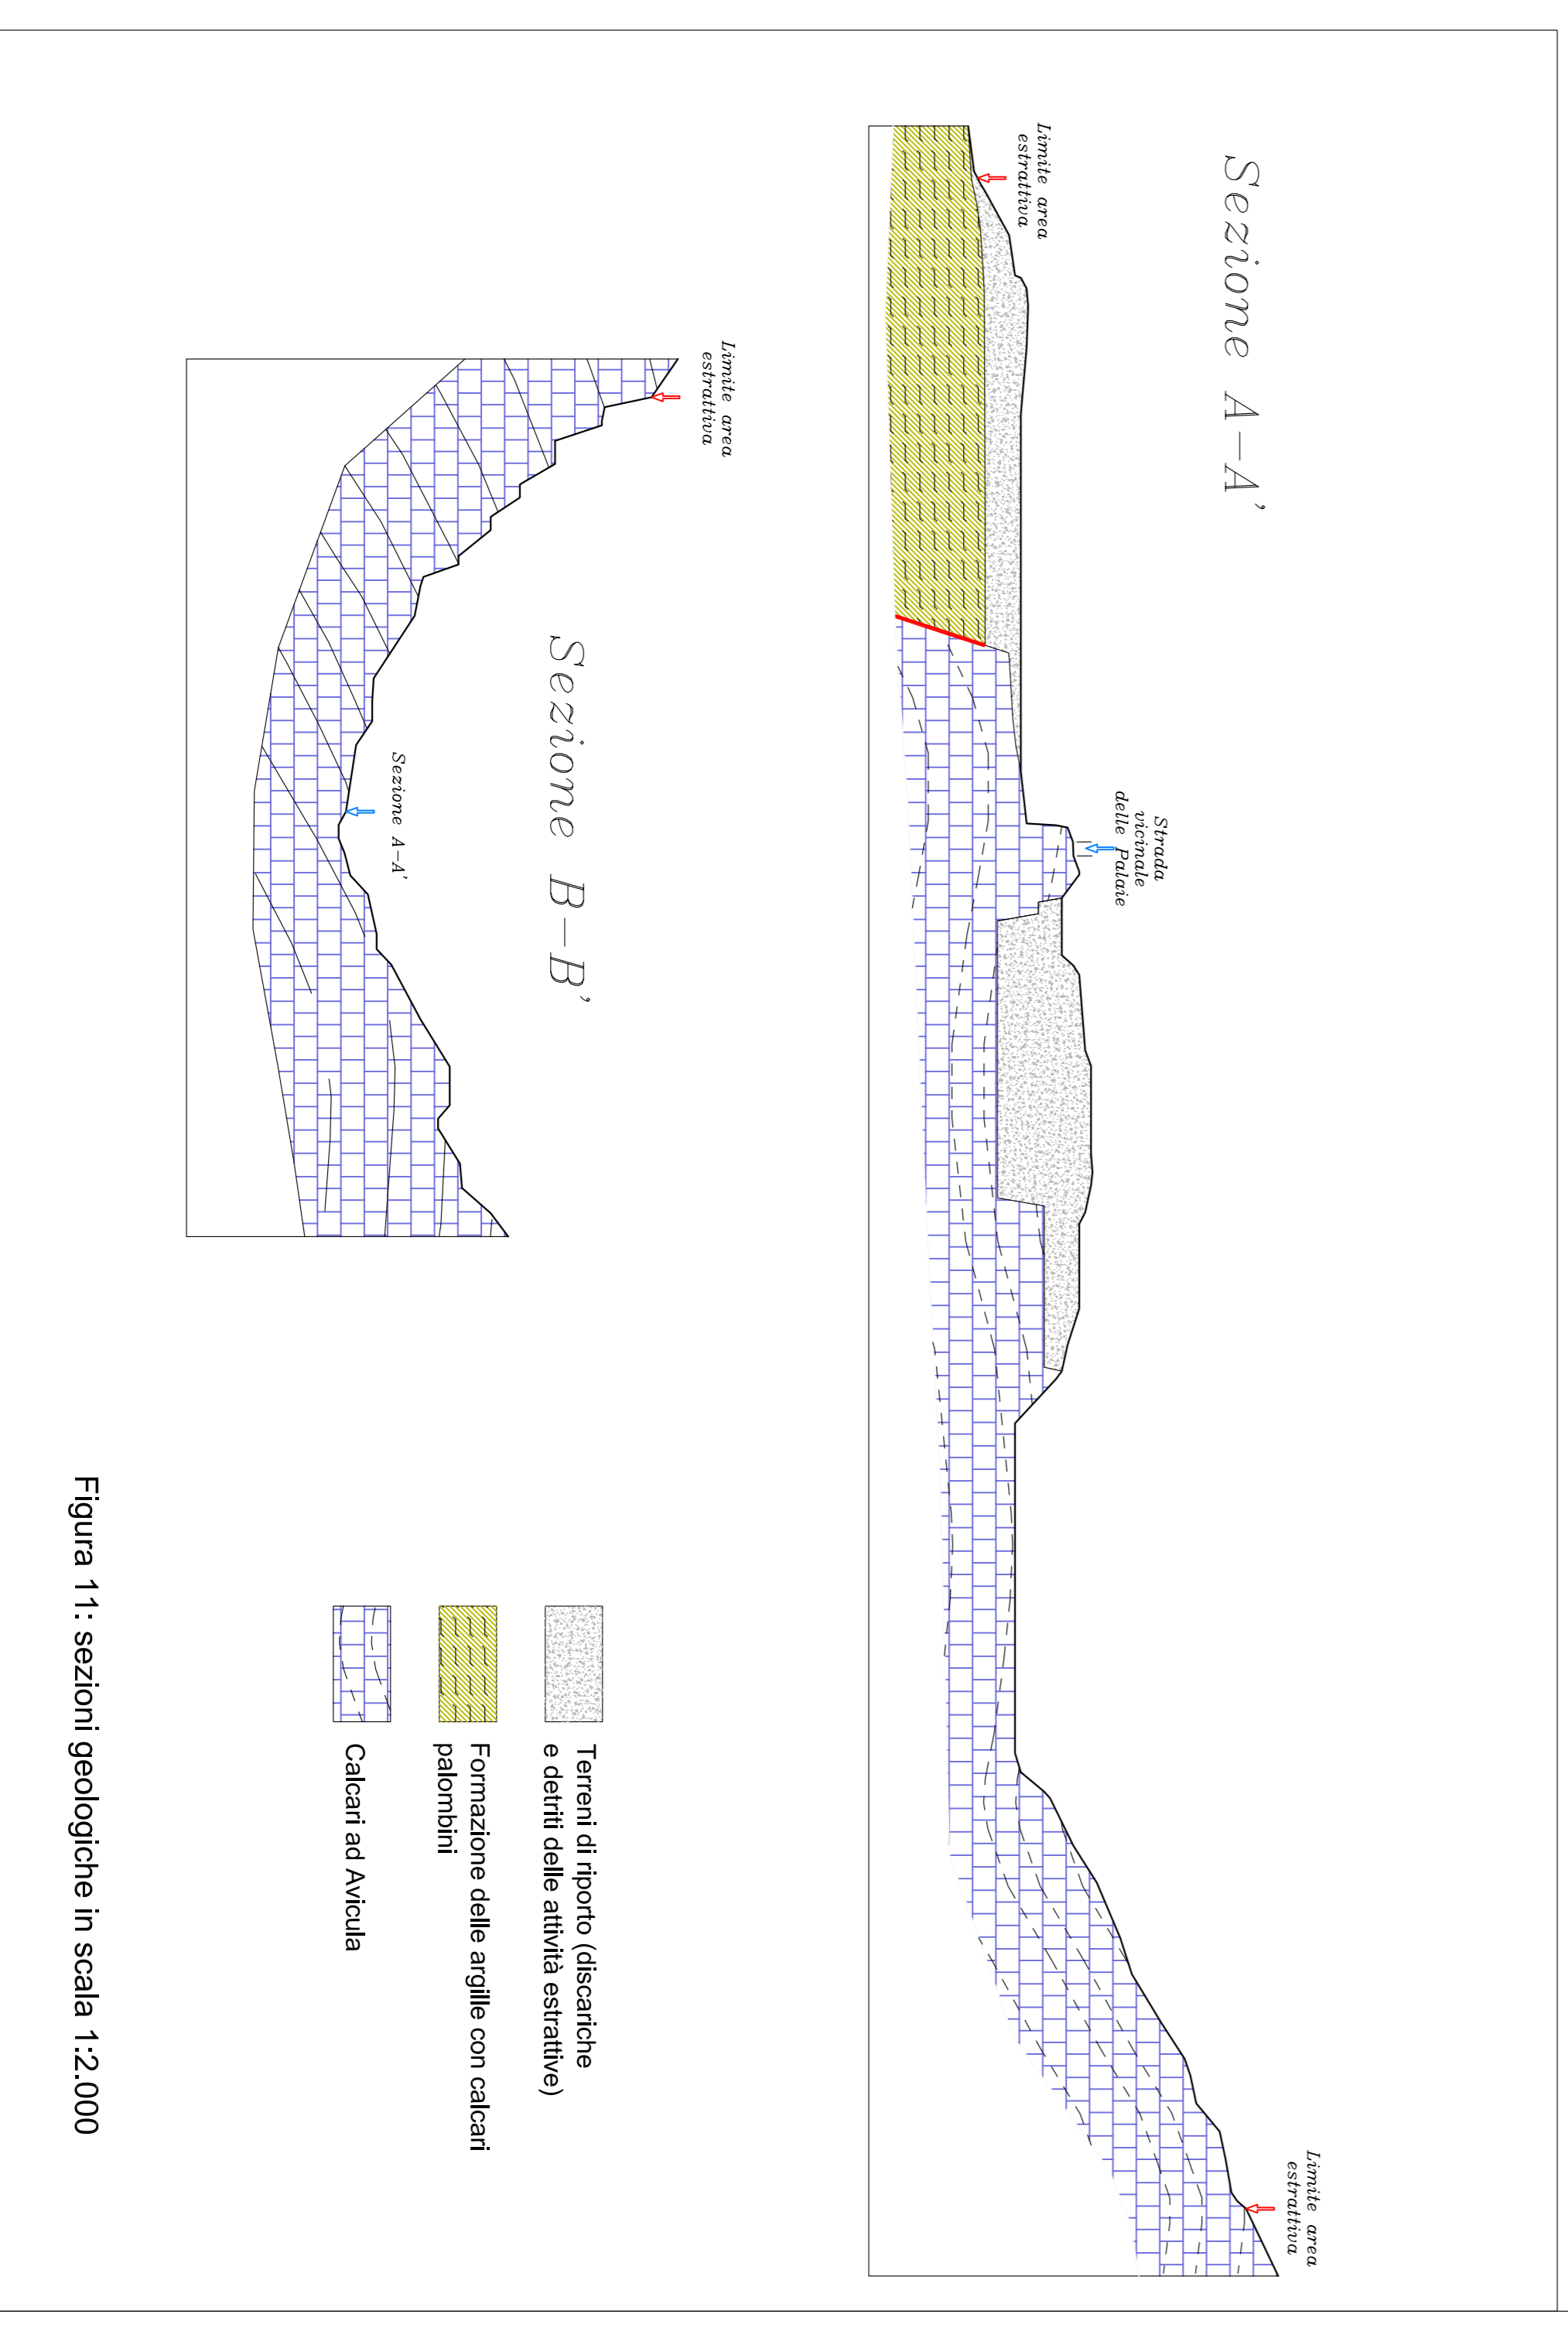 Sezione A-A'
Limite area
estrattiva
Strada
vicinale
delle Palaie
Limite area
estrattiva
Sezione B-B'
Limite area
estrattiva
Sezione A-A'
Terreni di riporto (discariche
e detriti delle attività estrattive)
Formazione delle argille con calcari
palombini
Calcari ad Avicula
Figura 11: sezioni geologiche in scala 1:2.000